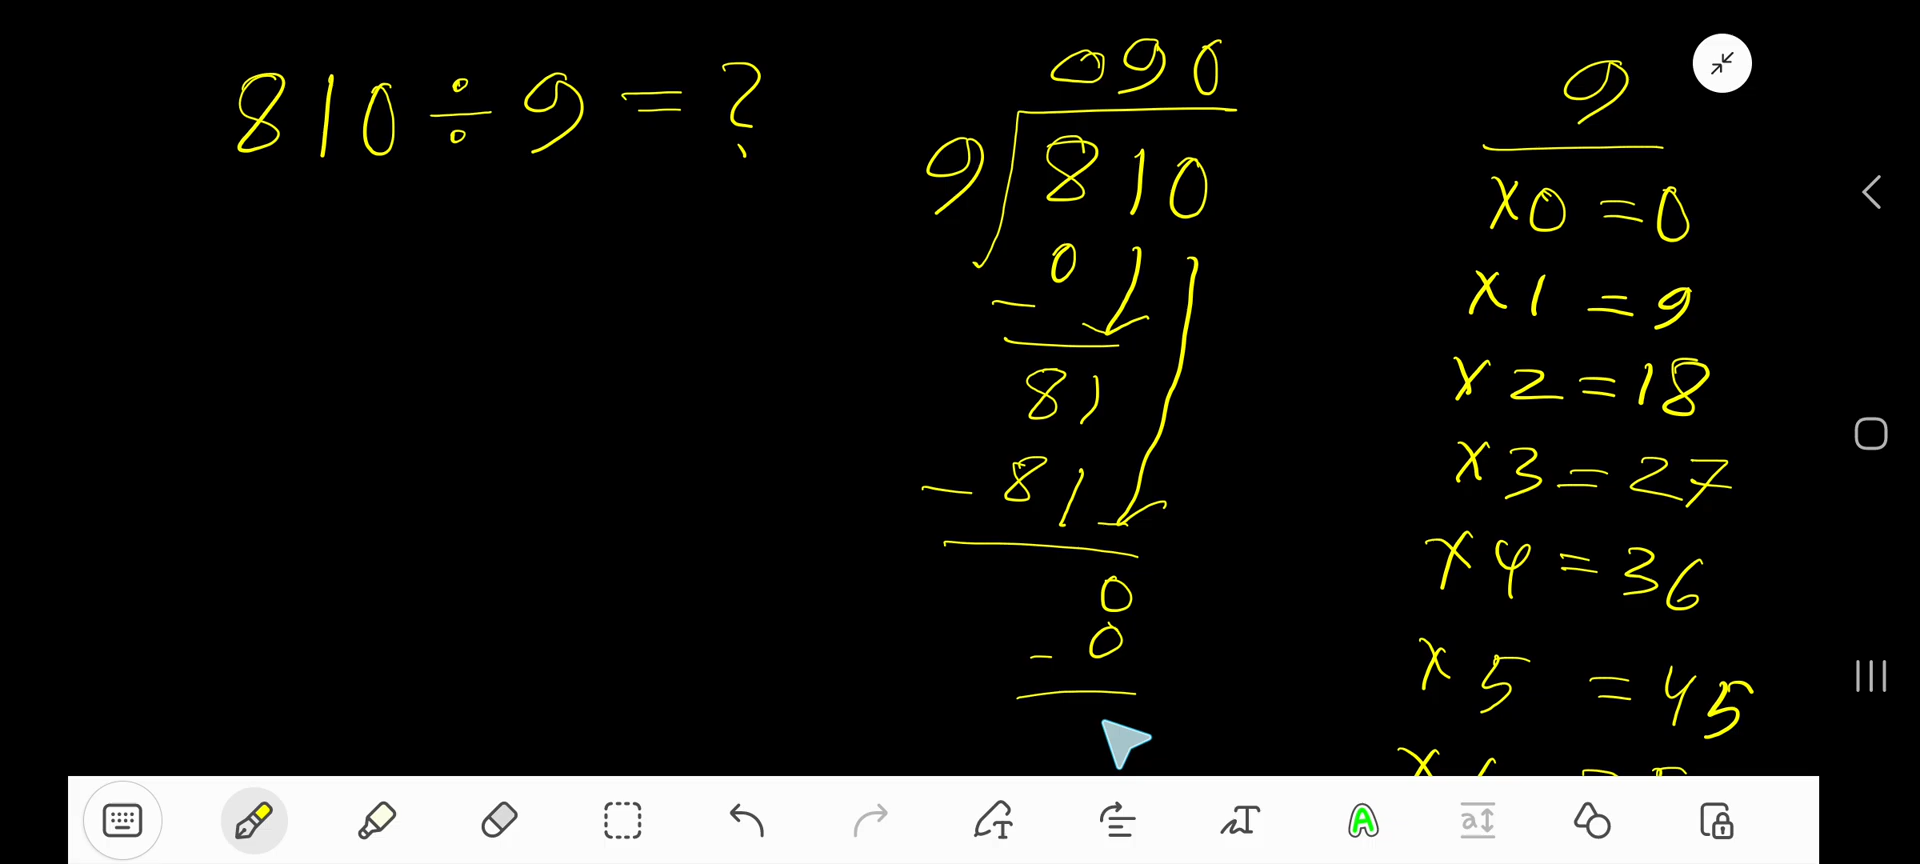 810 ÷ 9 = ?
090
9 810
0
-
81
- 81
0
- 0
9
x0 = 0
x1 = 9
x2 = 18
x3 = 27
x4 = 36
x5 = 45
T
T
A
a